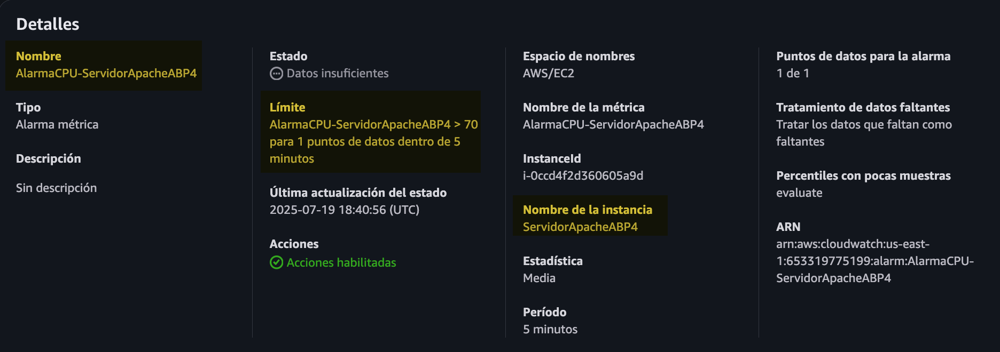 Detalles
Nombre
AlarmaCPU-ServidorApacheABP4
Tipo
Alarma métrica
Descripción
Sin descripción
Estado
Datos insuficientes
Límite
AlarmaCPU-ServidorApacheABP4 > 70
para 1 puntos de datos dentro de 5
minutos
Última actualización del estado
2025-07-19 18:40:56 (UTC)
Acciones
Acciones habilitadas
Espacio de nombres
AWS/EC2
Nombre de la métrica
AlarmaCPU-ServidorApacheABP4
InstanceId
i-0ccd4f2d360605a9d
Nombre de la instancia
ServidorApacheABP4
Estadística
Media
Período
5 minutos
Puntos de datos para la alarma
1 de 1
Tratamiento de datos faltantes
Tratar los datos que faltan como
faltantes
Percentiles con pocas muestras
evaluate
ARN
arn:aws:cloudwatch:us-east-
1:653319775199:alarm:AlarmaCPU-
ServidorApacheABP4